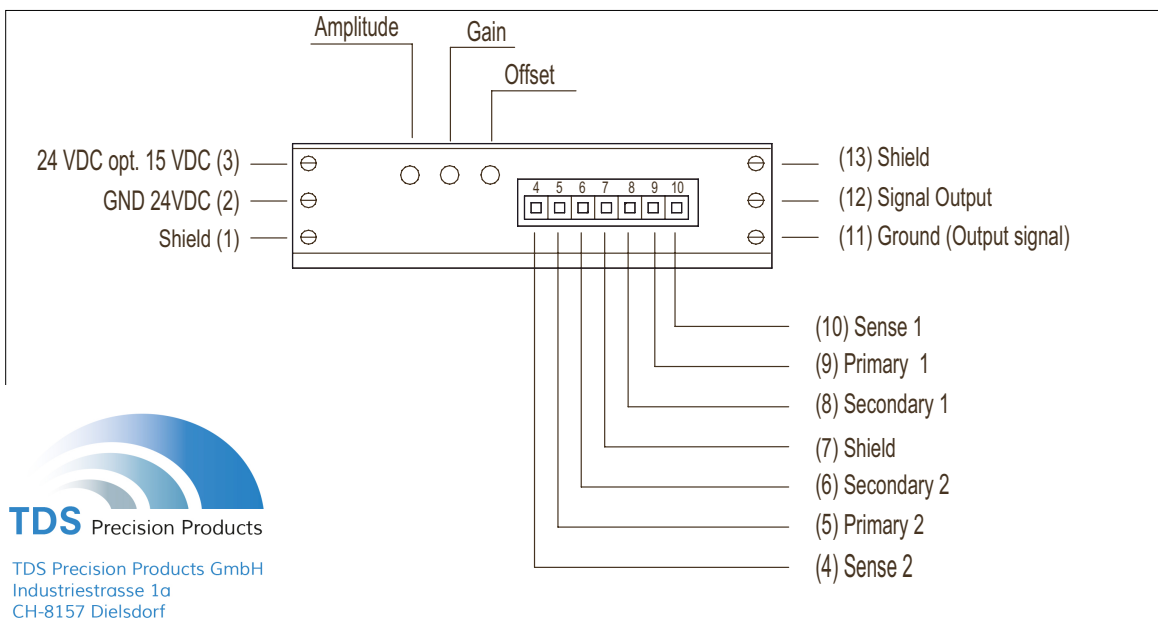 Amplitude
Gain
Offset
24 VDC opt. 15 VDC (3)
GND 24VDC (2)
Shield (1)
4 5 6 7 8 9 10
(13) Shield
(12) Signal Output
(11) Ground (Output signal)
(10) Sense 1
(9) Primary 1
(8) Secondary 1
(7) Shield
(6) Secondary 2
(5) Primary 2
(4) Sense 2
TDS Precision Products
TDS Precision Products GmbH
Industriestrasse 1a
CH-8157 Dielsdorf